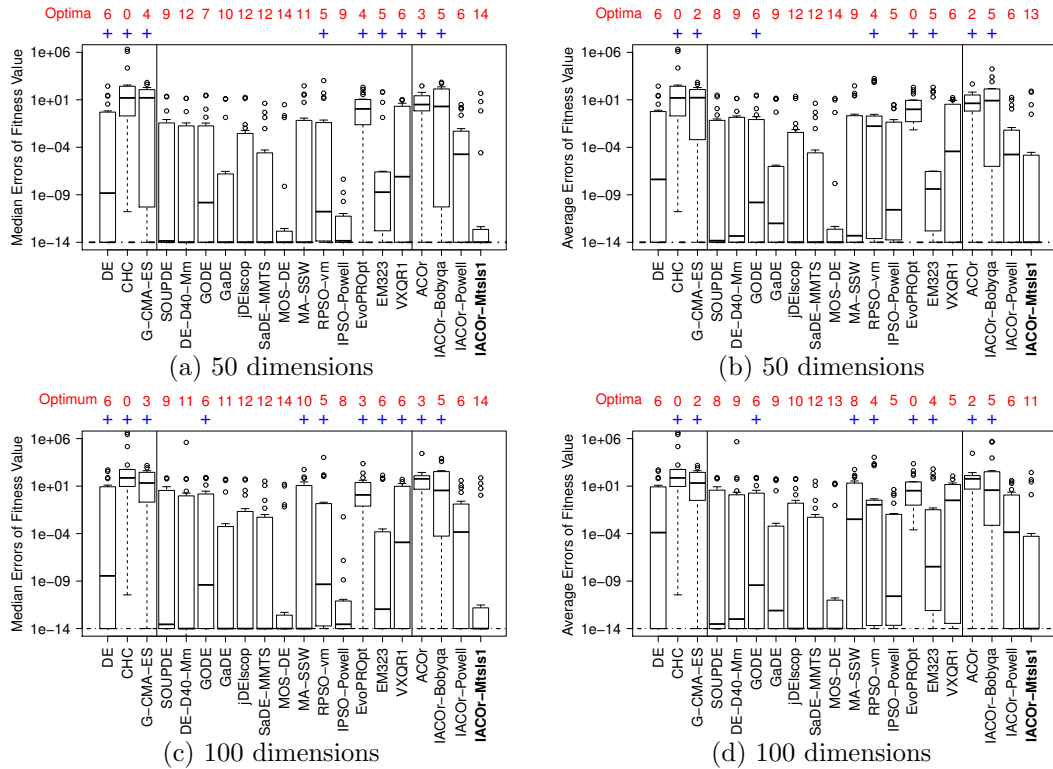 Optima 6 0 4 9 11 7 10 12 12 14 11 5 9 4 6 6 3 5 6 14
+ + + + + + + + +
Median Errors of Fitness Value
1e+06
1e+01
1e−04
1e−09
1e−14
DE
CHC
G−CMA−ES
SOUPDE
DE−D40−Mm
GODE
GaDE
jDElscop
SaDE−MMTS
MOS−DE
MA−SSW
RPSO−vm
IPSO−Powell
EvoPROpt
EM323
VXQR1
ACOr
IACOr−Bobyqa
IACOr−Powell
IACOr−Mtsls1
(a) 50 dimensions
Optima 6 0 2 8 9 7 9 12 12 14 9 4 5 0 5 4 2 5 6 13
+ + + + + + +
Average Errors of Fitness Value
1e+06
1e+01
1e−04
1e−09
1e−14
DE
CHC
G−CMA−ES
SOUPDE
DE−D40−Mm
GODE
GaDE
jDElscop
SaDE−MMTS
MOS−DE
MA−SSW
RPSO−vm
IPSO−Powell
EvoPROpt
EM323
VXQR1
ACOr
IACOr−Bobyqa
IACOr−Powell
IACOr−Mtsls1
(b) 50 dimensions
Optimum 6 0 3 9 11 6 11 12 12 14 10 5 8 3 6 6 3 5 6 14
+ + + + + + + + + + +
Median Errors of Fitness Value
1e+06
1e+01
1e−04
1e−09
1e−14
DE
CHC
G−CMA−ES
SOUPDE
DE−D40−Mm
GODE
GaDE
jDElscop
SaDE−MMTS
MOS−DE
MA−SSW
RPSO−vm
IPSO−Powell
EvoPROpt
EM323
VXQR1
ACOr
IACOr−Bobyqa
IACOr−Powell
IACOr−Mtsls1
(c) 100 dimensions
Optima 6 0 2 8 9 6 10 12 12 13 8 4 5 0 4 5 2 5 6 11
+ + + + + + + + +
Average Errors of Fitness Value
1e+06
1e+01
1e−04
1e−09
1e−14
DE
CHC
G−CMA−ES
SOUPDE
DE−D40−Mm
GODE
GaDE
jDElscop
SaDE−MMTS
MOS−DE
MA−SSW
RPSO−vm
IPSO−Powell
EvoPROpt
EM323
VXQR1
ACOr
IACOr−Bobyqa
IACOr−Powell
IACOr−Mtsls1
(d) 100 dimensions